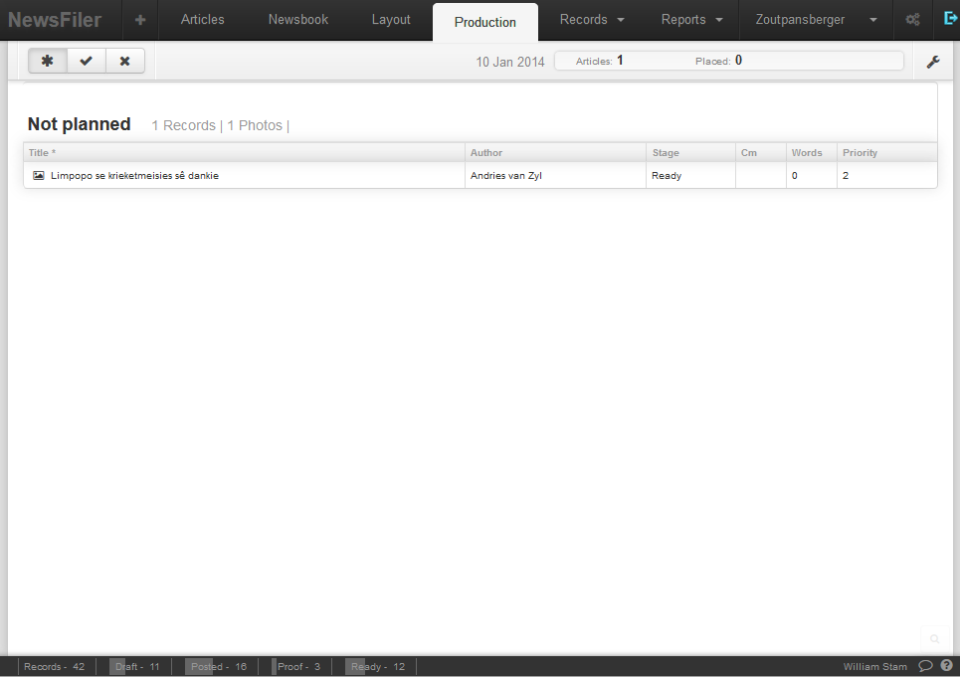 NewsFiler + Articles Newsbook Layout Production Records Reports Zoutpansberger
10 Jan 2014 Articles: 1 Placed: 0
Not planned 1 Records | 1 Photos |
Title * Author Stage Cm Words Priority
Limpopo se krieketmeisies sê dankie Andries van Zyl Ready 0 2
Records - 42 Draft - 11 Posted - 16 Proof - 3 Ready - 12 William Stam ?